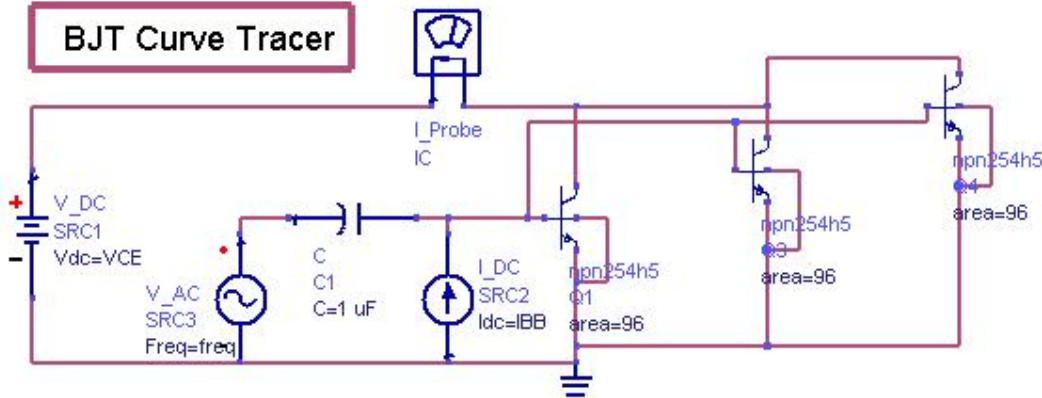 BJT Curve Tracer
I_Probe
IC
V_DC
SRC1
Vdc=VCE
V_AC
SRC3
Freq=freq
C
C1
C=1 uF
I_DC
SRC2
Idc=IBB
npn254h5
Q1
area=96
npn254h5
Q3
area=96
npn254h5
Q4
area=96